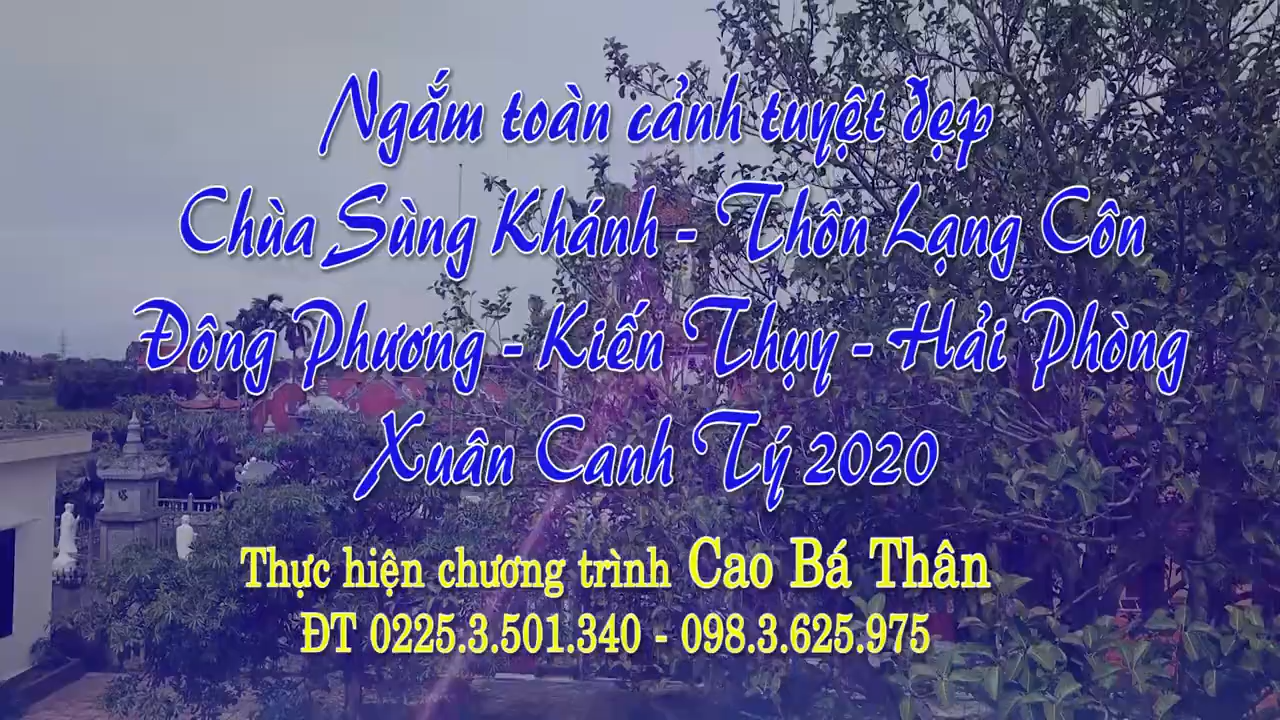 Ngắm toàn cảnh tuyệt đẹp
Chùa Sùng Khánh - Thôn Lạng Côn
Đông Phương - Kiến Thụy - Hải Phòng
Xuân Canh Tý 2020
Thực hiện chương trình Cao Bá Thân
ĐT 0225.3.501.340 - 098.3.625.975